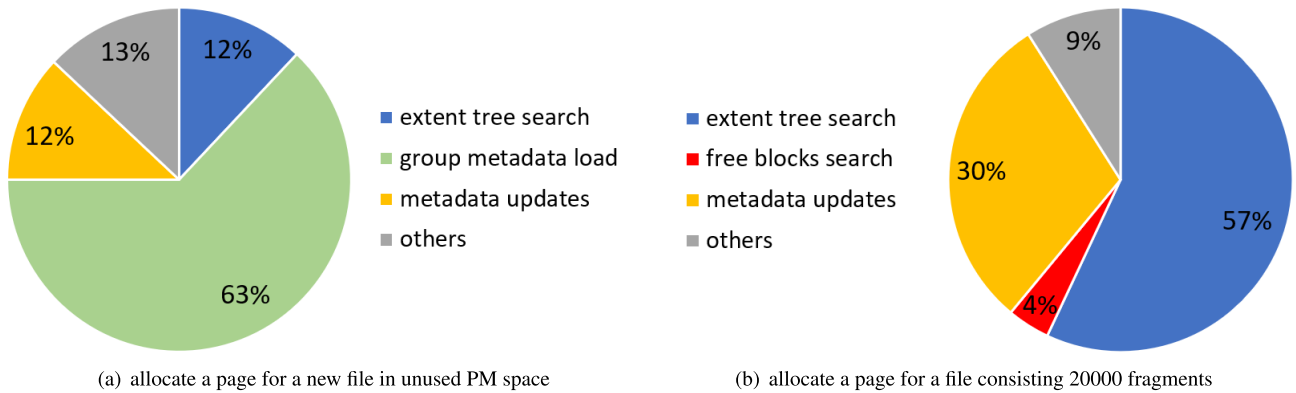 13%
12%
12%
63%
extent tree search
group metadata load
metadata updates
others
(a) allocate a page for a new file in unused PM space
extent tree search
free blocks search
metadata updates
others
9%
30%
57%
4%
(b) allocate a page for a file consisting 20000 fragments